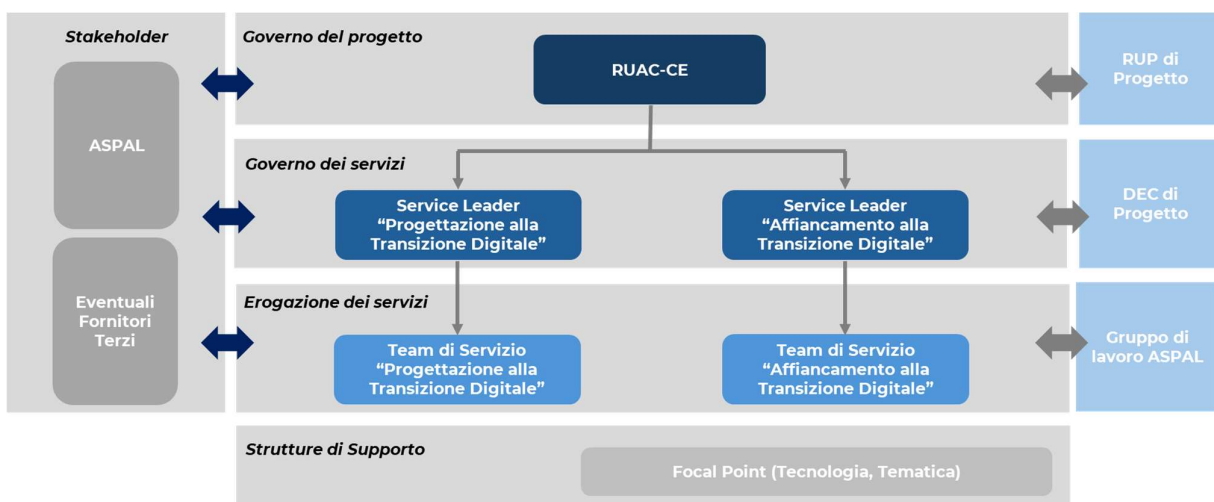 Stakeholder
ASPAL
Eventuali
Fornitori
Terzi
Governo del progetto
RUAC-CE
RUP di
Progetto
Governo dei servizi
Service Leader
“Progettazione alla
Transizione Digitale”
Service Leader
“Affiancamento alla
Transizione Digitale”
DEC di
Progetto
Erogazione dei servizi
Team di Servizio
“Progettazione alla
Transizione Digitale”
Team di Servizio
“Affiancamento alla
Transizione Digitale”
Gruppo di
lavoro ASPAL
Strutture di Supporto
Focal Point (Tecnologia, Tematica)